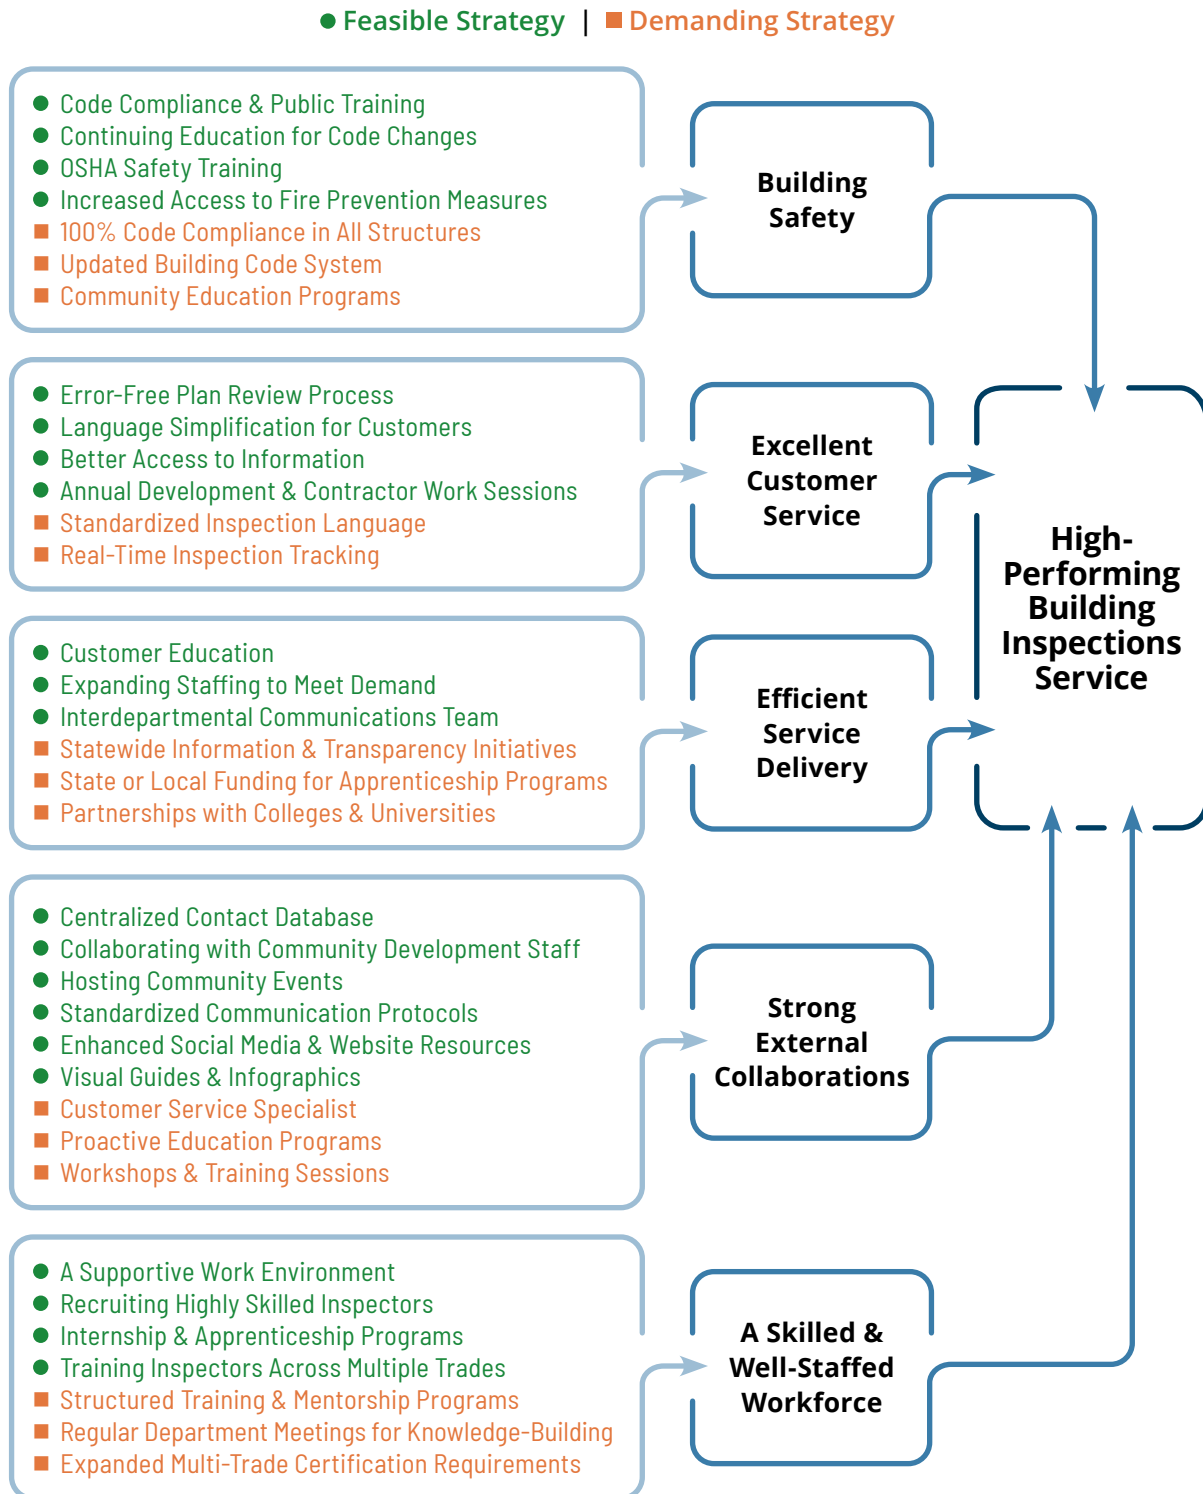 Feasible Strategy | Demanding Strategy
Code Compliance & Public Training
Continuing Education for Code Changes
OSHA Safety Training
Increased Access to Fire Prevention Measures
100% Code Compliance in All Structures
Updated Building Code System
Community Education Programs
Building
Safety
Error-Free Plan Review Process
Language Simplification for Customers
Better Access to Information
Annual Development & Contractor Work Sessions
Standardized Inspection Language
Real-Time Inspection Tracking
Excellent
Customer
Service
Customer Education
Expanding Staffing to Meet Demand
Interdepartmental Communications Team
Statewide Information & Transparency Initiatives
State or Local Funding for Apprenticeship Programs
Partnerships with Colleges & Universities
Efficient
Service
Delivery
Centralized Contact Database
Collaborating with Community Development Staff
Hosting Community Events
Standardized Communication Protocols
Enhanced Social Media & Website Resources
Visual Guides & Infographics
Customer Service Specialist
Proactive Education Programs
Workshops & Training Sessions
Strong
External
Collaborations
A Supportive Work Environment
Recruiting Highly Skilled Inspectors
Internship & Apprenticeship Programs
Training Inspectors Across Multiple Trades
Structured Training & Mentorship Programs
Regular Department Meetings for Knowledge-Building
Expanded Multi-Trade Certification Requirements
A Skilled &
Well-Staffed
Workforce
High-
Performing
Building
Inspections
Service